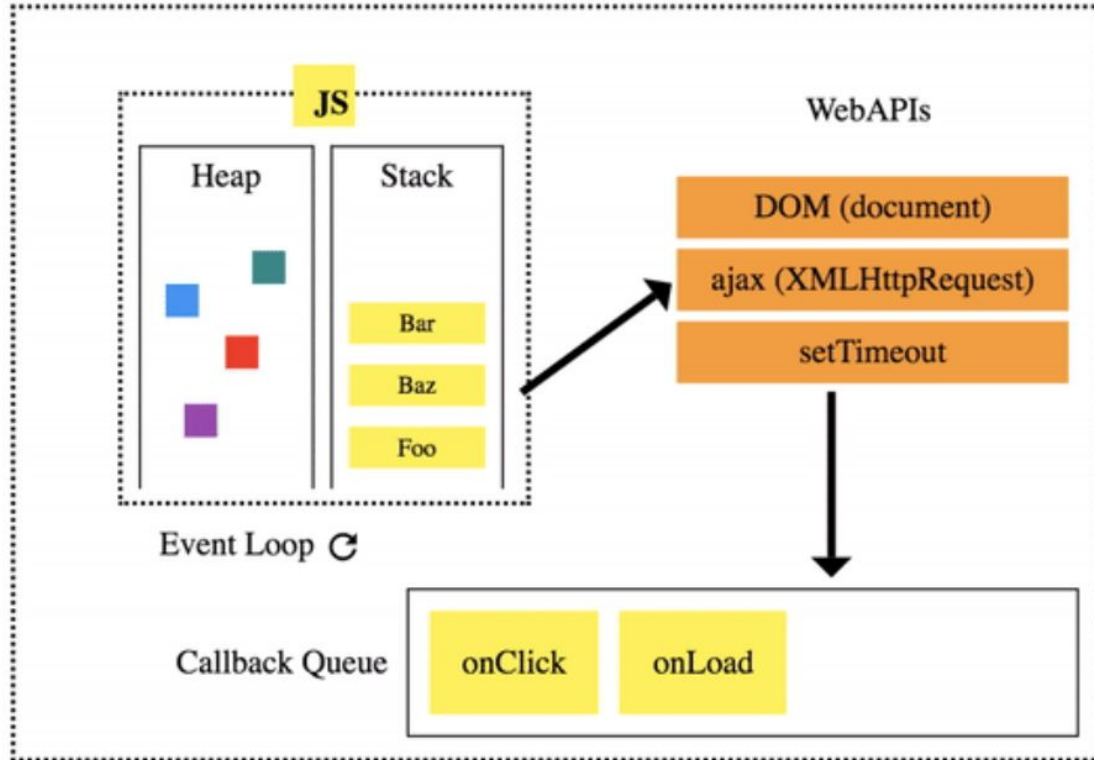 JS
WebAPIs
Heap
Stack
DOM (document)
ajax (XMLHttpRequest)
setTimeout
Bar
Baz
Foo
Event Loop
Callback Queue
onClick
onLoad